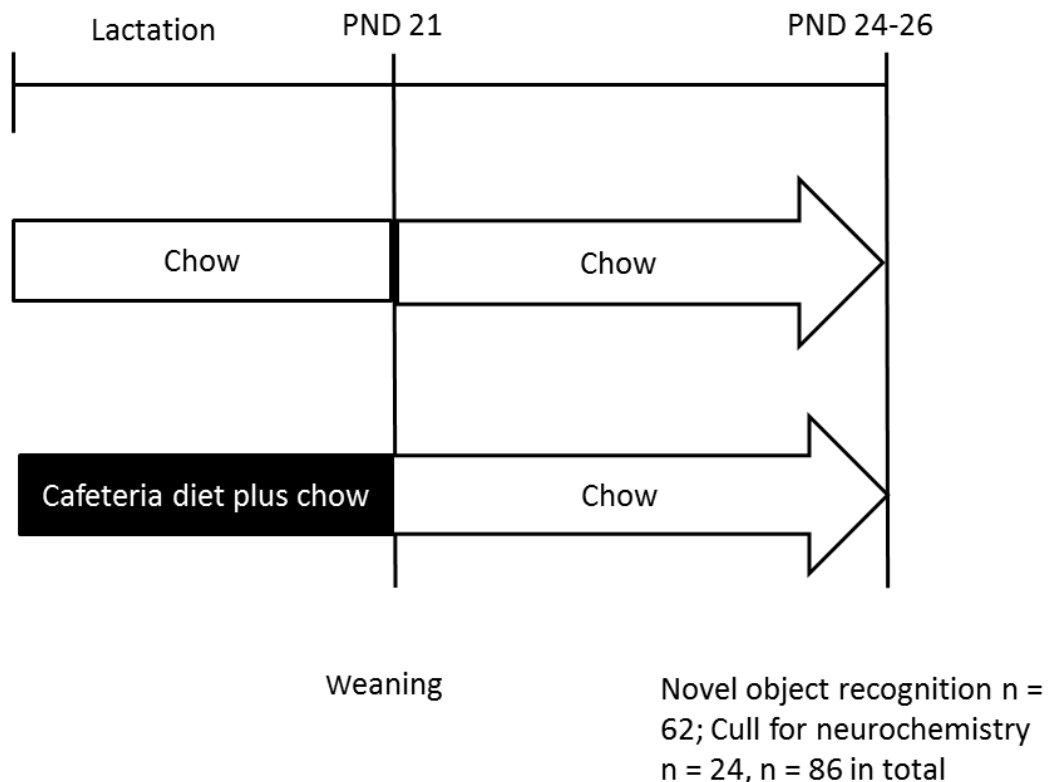 Lactation
PND 21
PND 24-26
Chow
Chow
Cafeteria diet plus chow
Chow
Weaning
Novel object recognition n =
62; Cull for neurochemistry
n = 24, n = 86 in total